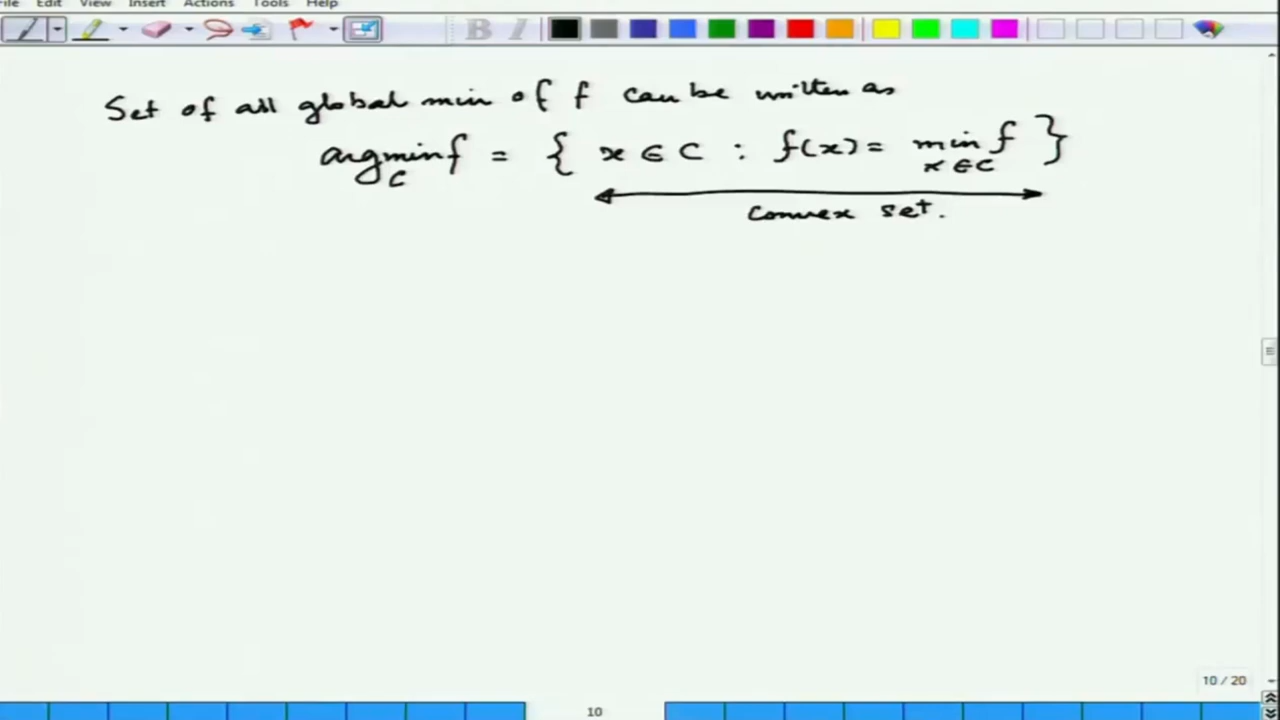 File Edit View Insert Actions Tools Help
B I
Set of all global min of f can be written as
argmin f = { x ∈ C : f(x) = min f }
C x ∈ C
convex set.
10 / 20
10